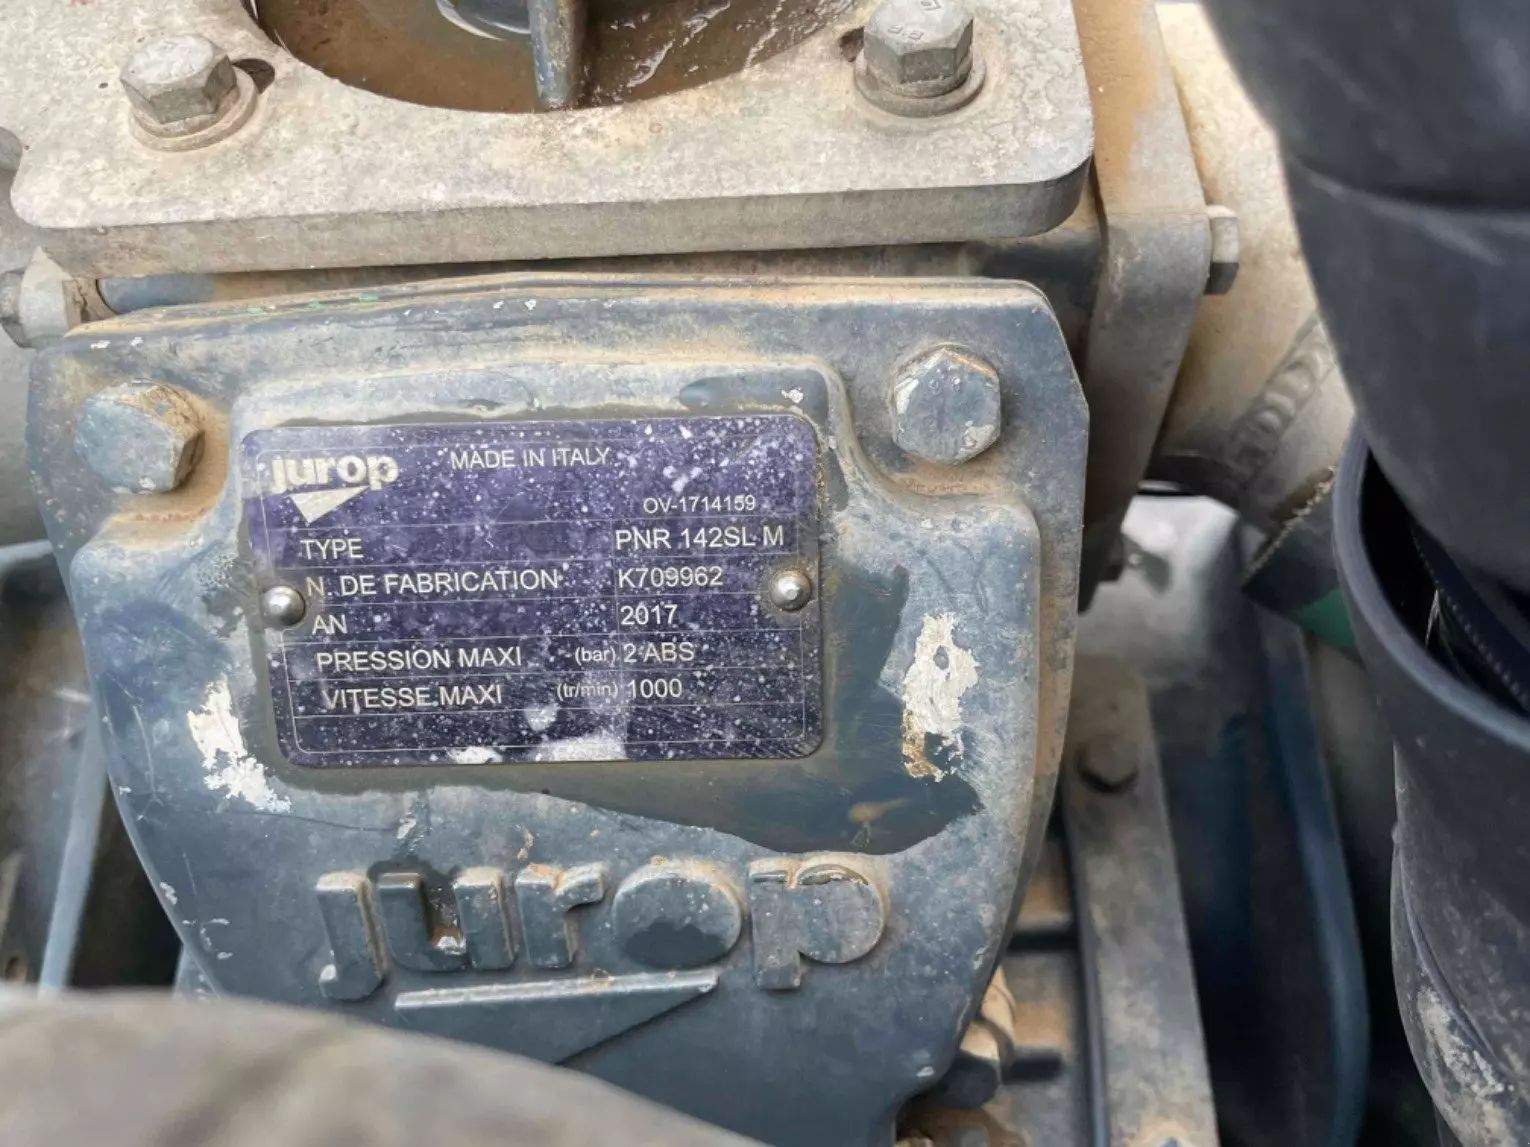 jurop MADE IN ITALY
OV-1714159
TYPE PNR 142SL M
N. DE FABRICATION K709962
AN 2017
PRESSION MAXI (bar) 2 ABS
VITESSE MAXI (tr/min) 1000
jurop